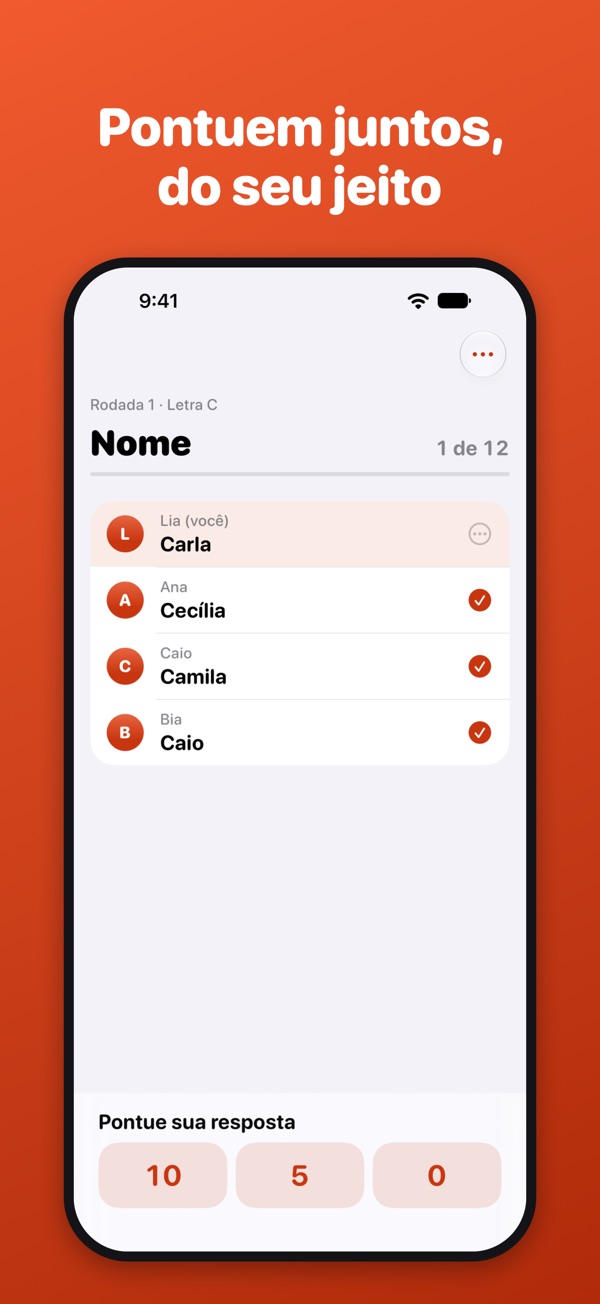 Pontuem juntos,
do seu jeito
9:41
Rodada 1 · Letra C
Nome
1 de 12
L
Lia (você)
Carla
A
Ana
Cecília
C
Caio
Camila
B
Bia
Caio
Pontue sua resposta
10
5
0